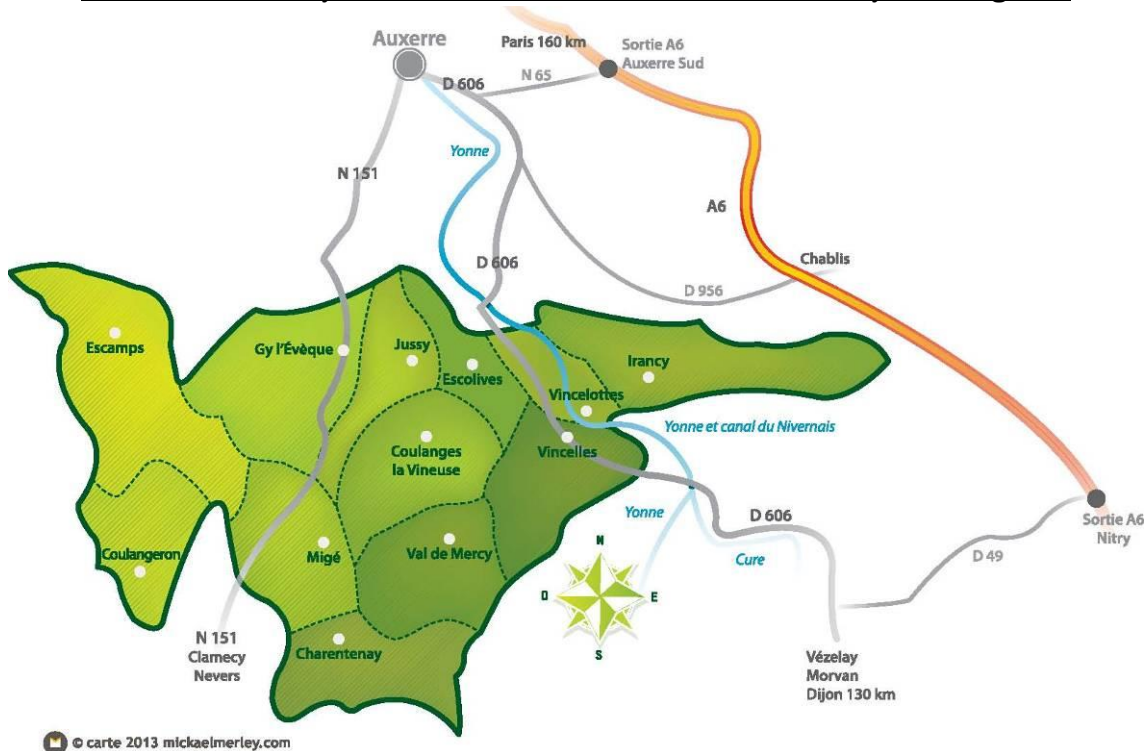 Auxerre
Paris 160 km
Sortie A6
Auxerre Sud
D 606
N 65
Yonne
N 151
A6
D 606
Chablis
D 956
Escamps
Gy l'Évèque
Jussy
Escolives
Irancy
Vincelottes
Yonne et canal du Nivernais
Coulanges
la Vineuse
Vincelles
Yonne
D 606
Sortie A6
Nitry
Coulangeron
Migé
Val de Mercy
Cure
D 49
N
O
E
S
N 151
Clamecy
Nevers
Charentenay
Vézelay
Morvan
Dijon 130 km
© carte 2013 mickaelmerley.com